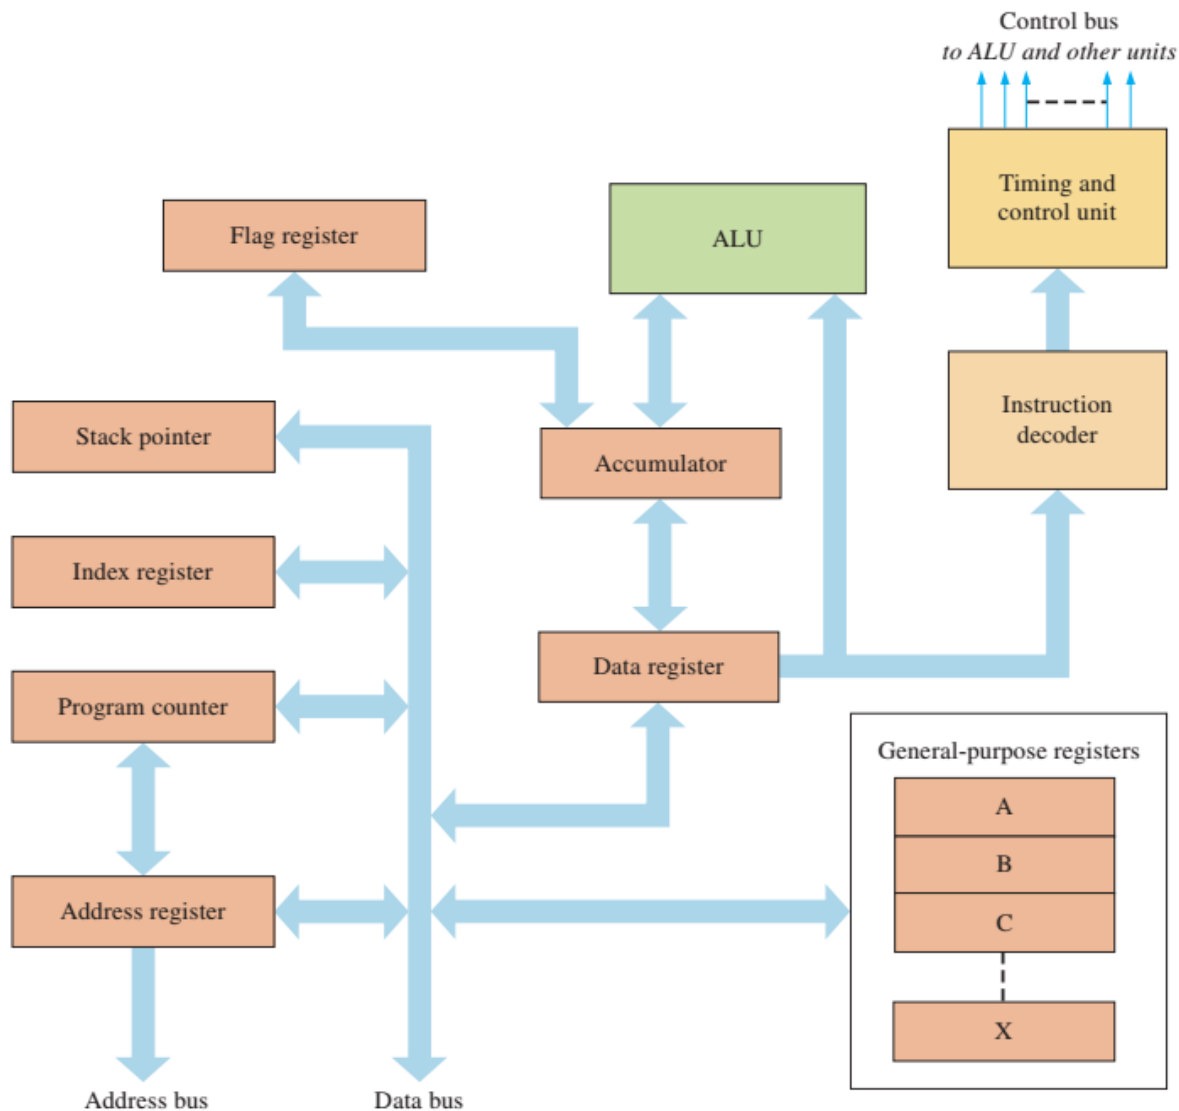 Control bus
to ALU and other units
Timing and
control unit
Flag register
ALU
Instruction
decoder
Stack pointer
Accumulator
Index register
Data register
Program counter
General-purpose registers
A
B
C
Address register
X
Address bus
Data bus